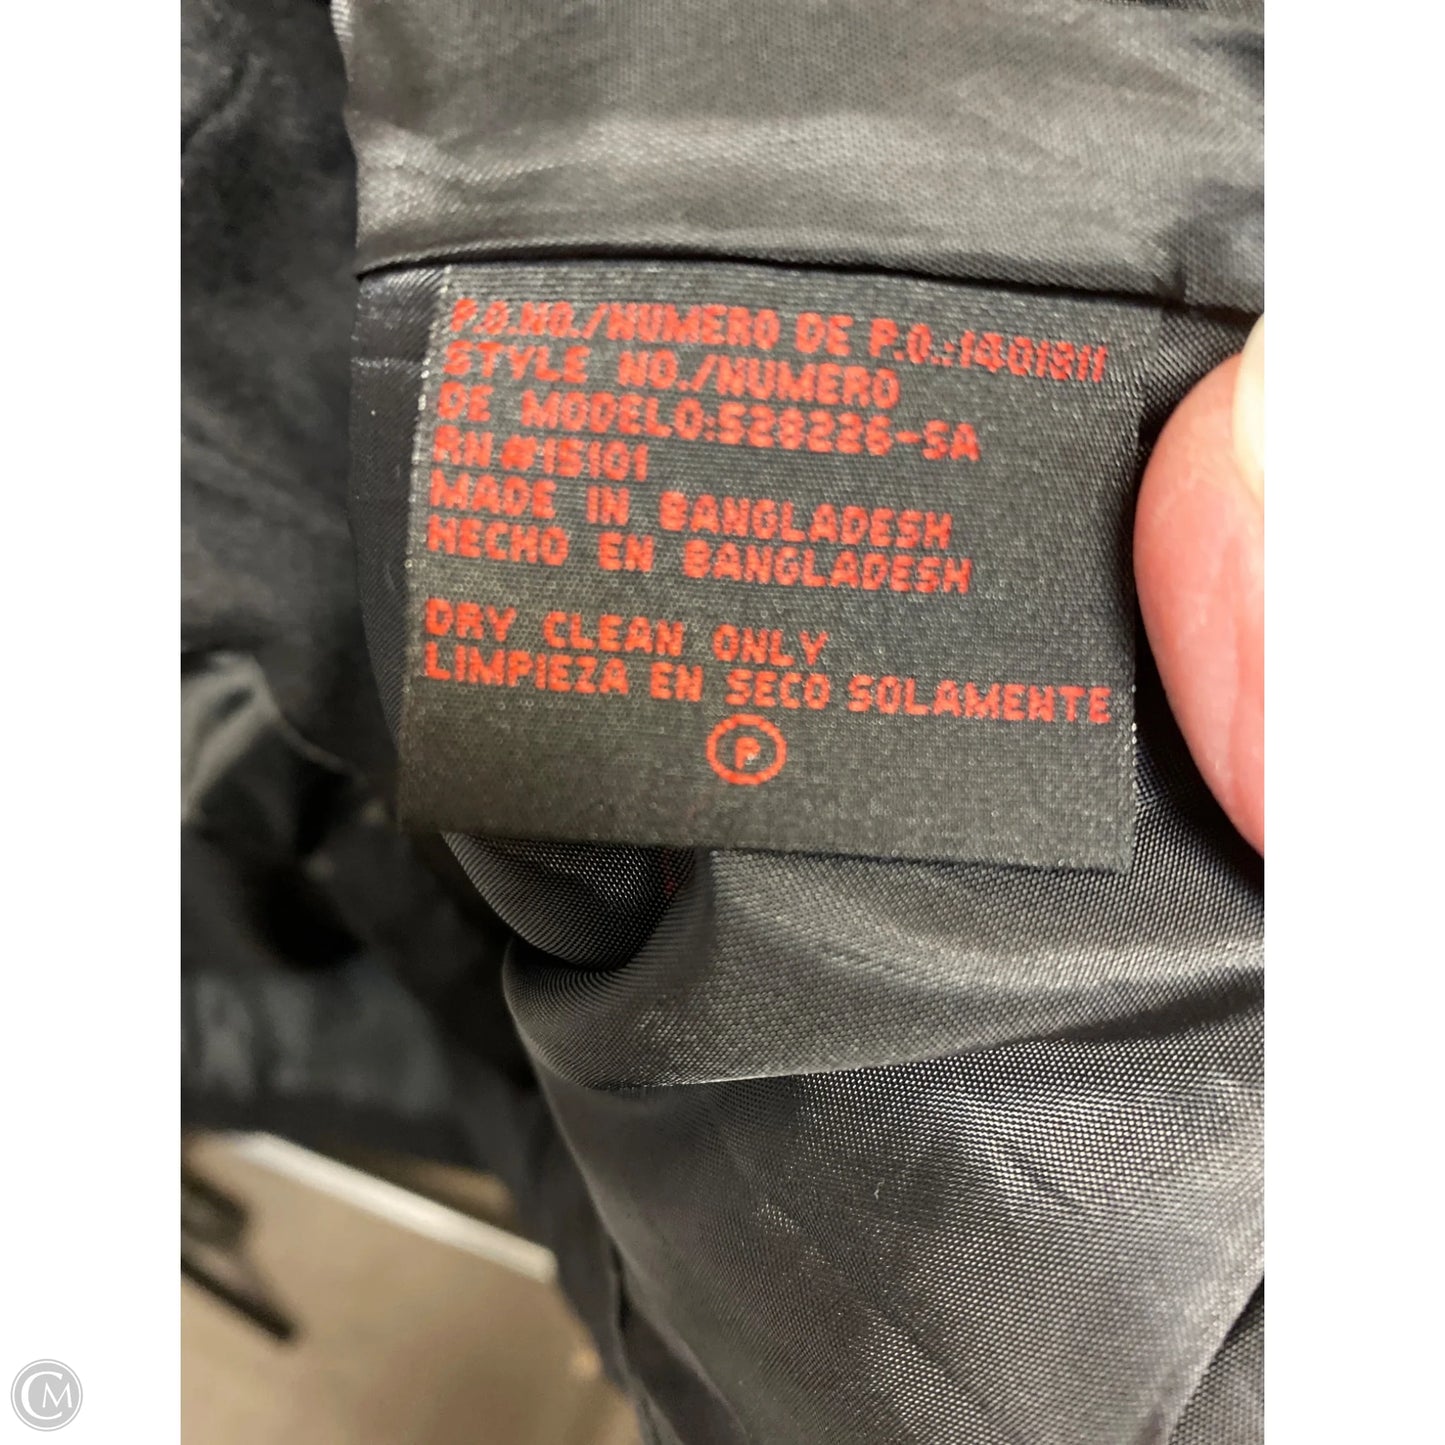 P.O.NO./NUMERO DE P.O.:1401811
STYLE NO./NUMERO
DE MODELO:528226-SA
RN#15101
MADE IN BANGLADESH
HECHO EN BANGLADESH
DRY CLEAN ONLY
LIMPIEZA EN SECO SOLAMENTE
P
CM